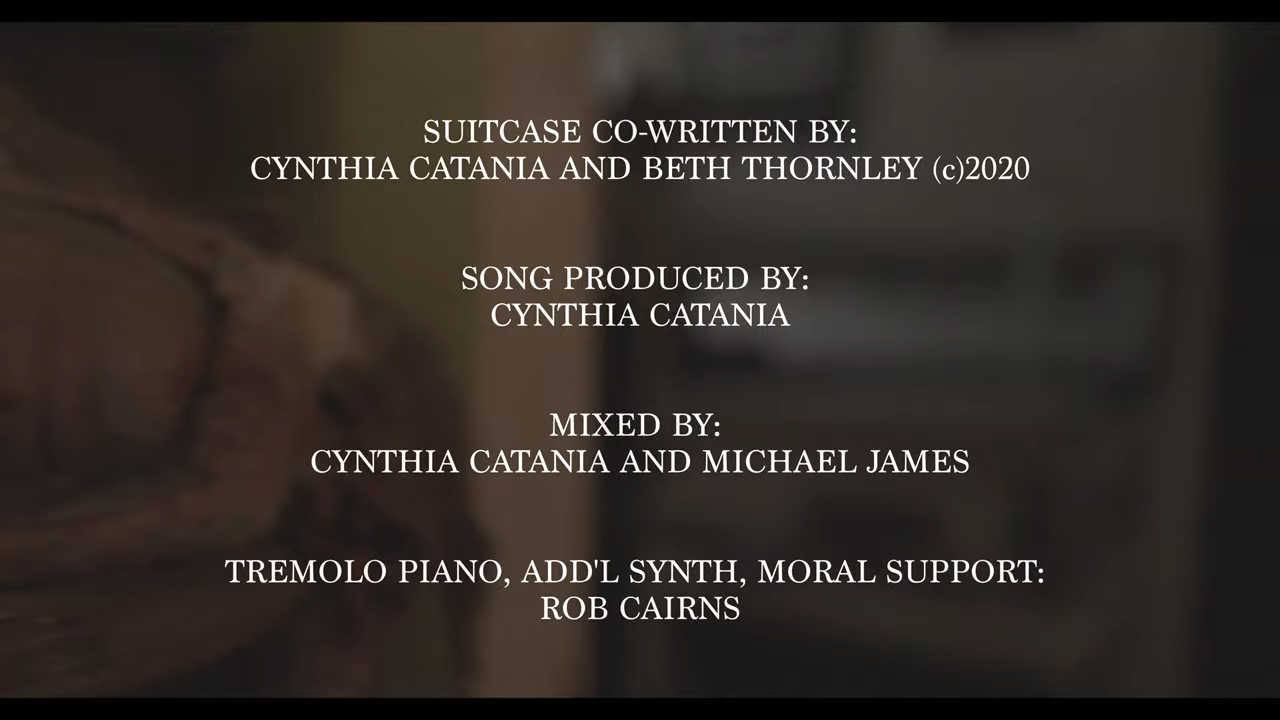 SUITCASE CO-WRITTEN BY:
CYNTHIA CATANIA AND BETH THORNLEY (c)2020
SONG PRODUCED BY:
CYNTHIA CATANIA
MIXED BY:
CYNTHIA CATANIA AND MICHAEL JAMES
TREMOLO PIANO, ADD'L SYNTH, MORAL SUPPORT:
ROB CAIRNS